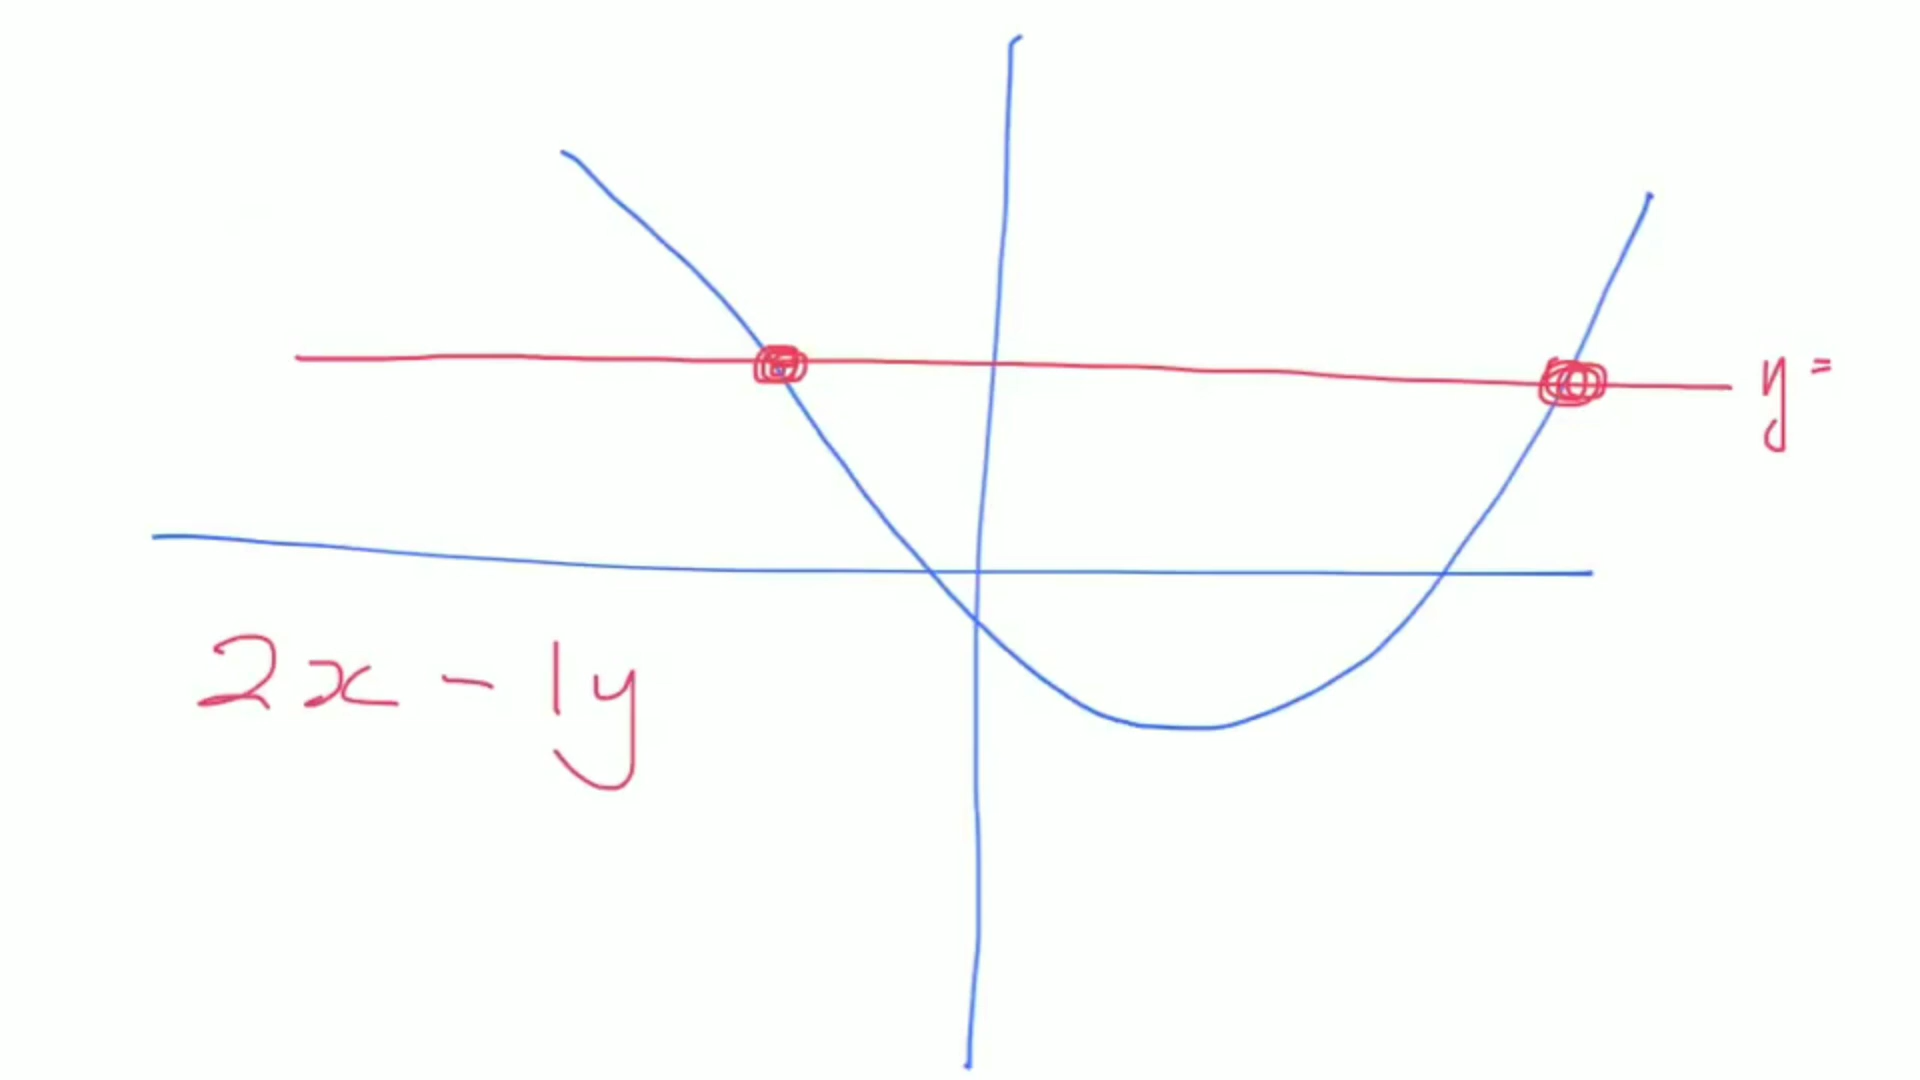 y =
2x - 1y